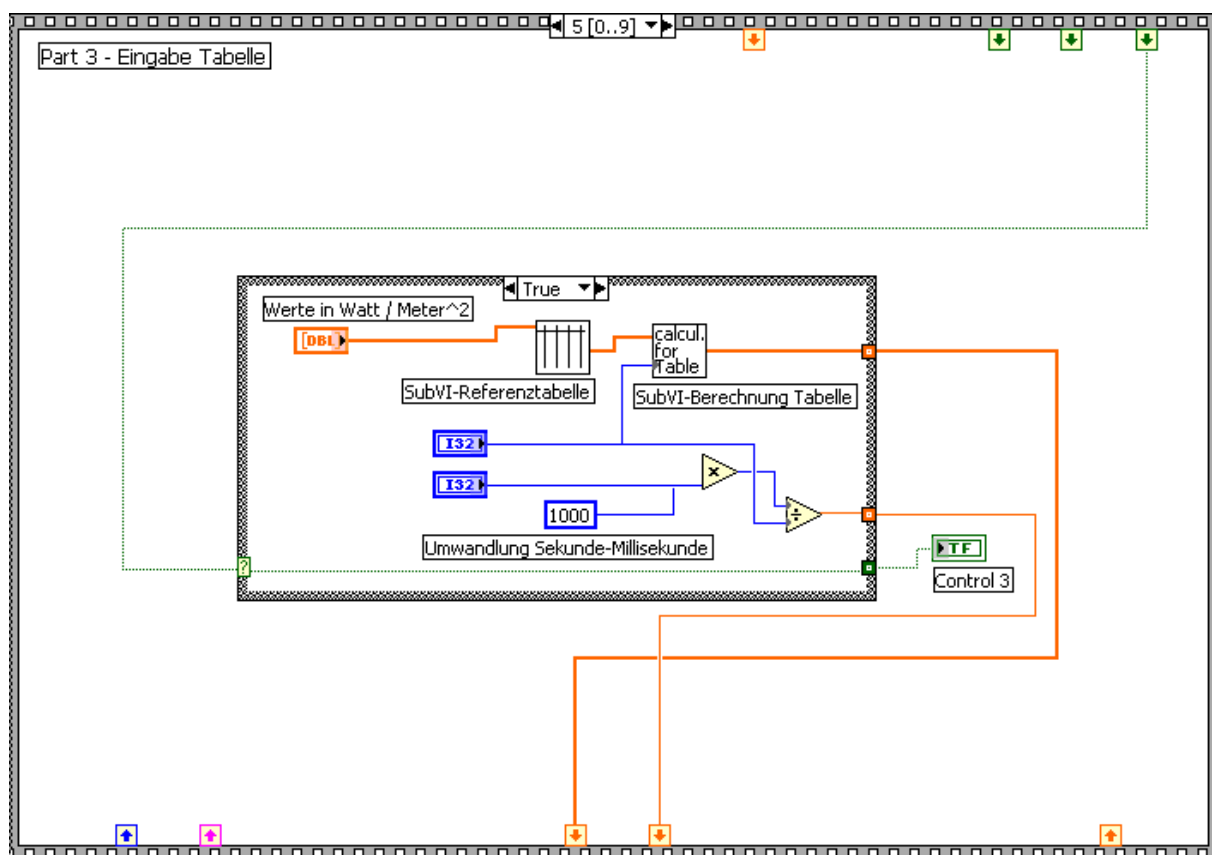 5 [0..9]
Part 3 - Eingabe Tabelle
True
Werte in Watt / Meter^2
[DBL
calcul.
for
Table
SubVI-Referenztabelle
SubVI-Berechnung Tabelle
I32
I32
x
1000
÷
Umwandlung Sekunde-Millisekunde
?
TF
Control 3